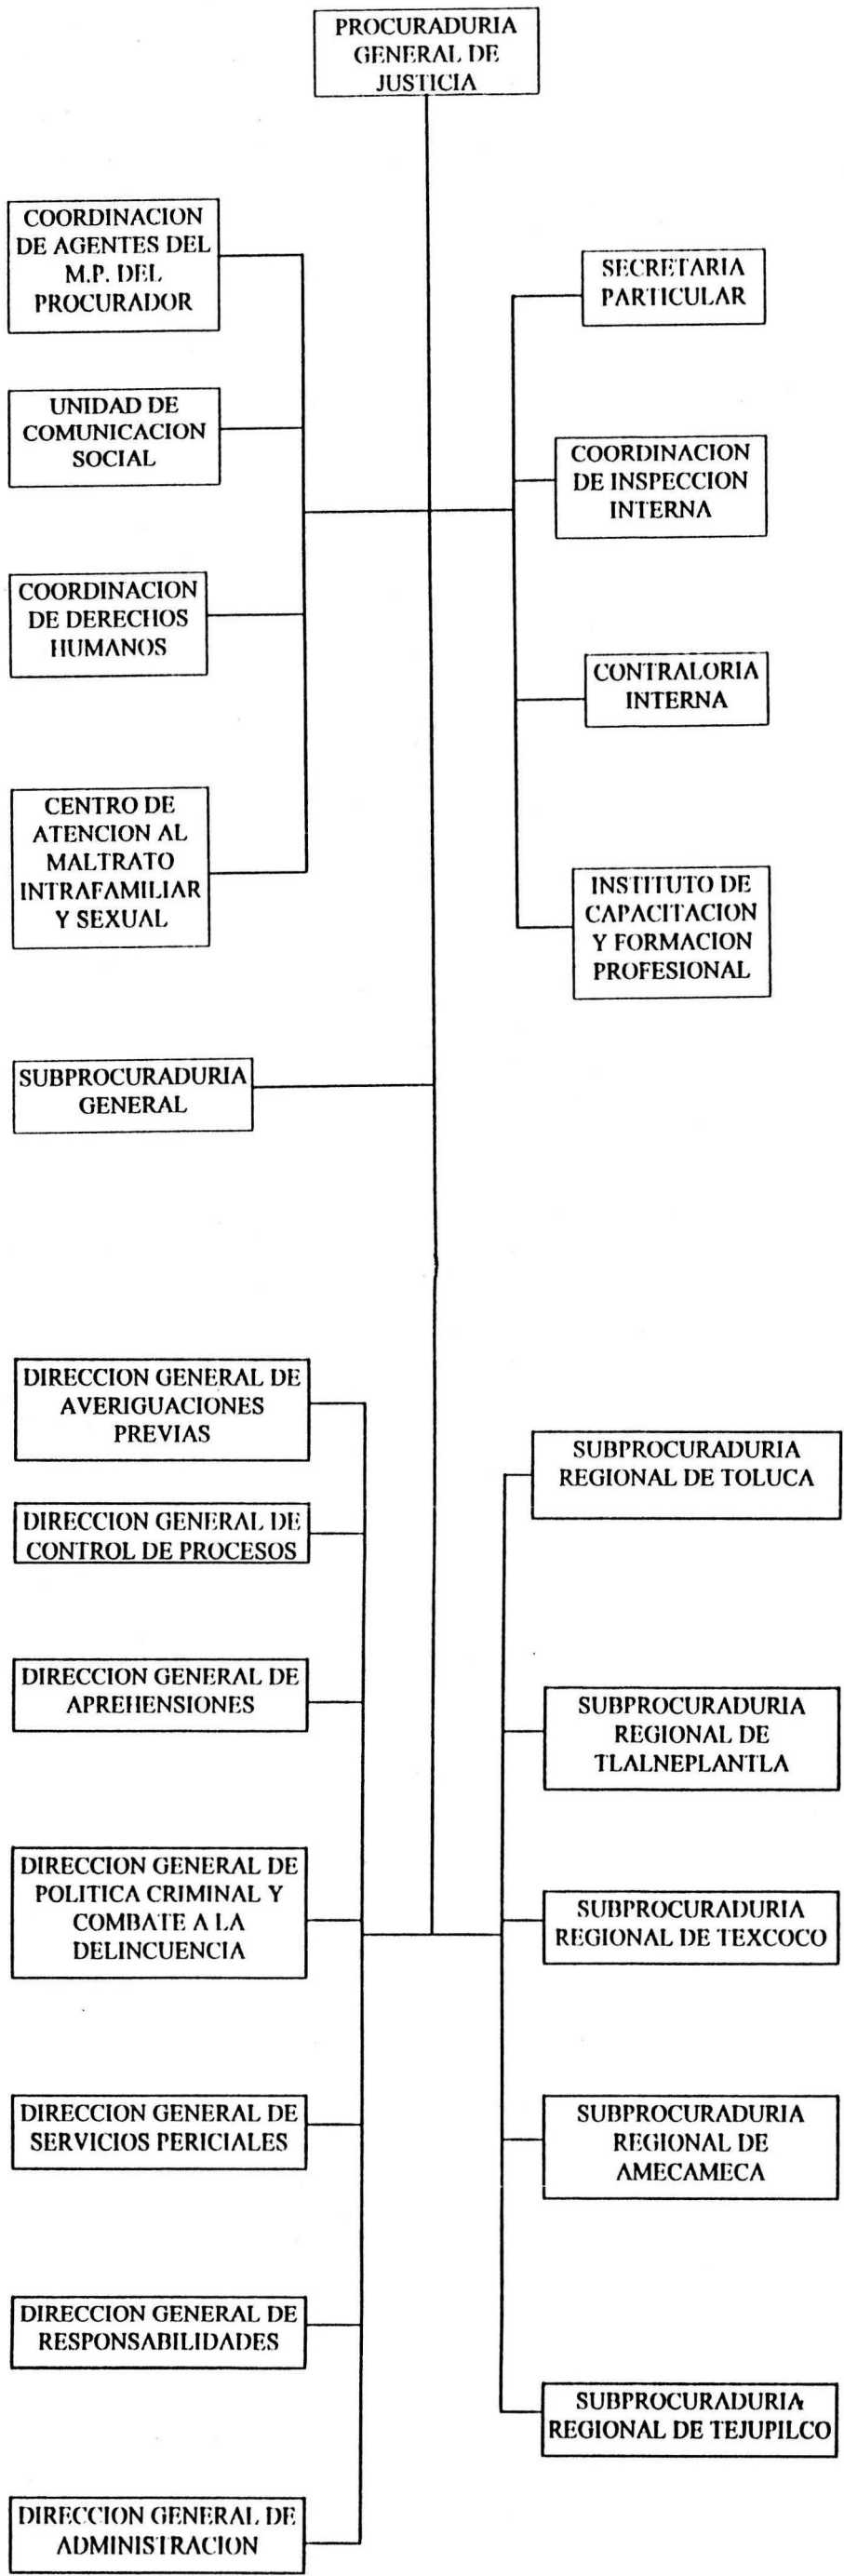 PROCURADURIA
GENERAL DE
JUSTICIA
COORDINACION
DE AGENTES DEL
M.P. DEL
PROCURADOR
UNIDAD DE
COMUNICACION
SOCIAL
COORDINACION
DE DERECHOS
HUMANOS
CENTRO DE
ATENCION AL
MALTRATO
INTRAFAMILIAR
Y SEXUAL
SECRETARIA
PARTICULAR
COORDINACION
DE INSPECCION
INTERNA
CONTRALORIA
INTERNA
INSTITUTO DE
CAPACITACION
Y FORMACION
PROFESIONAL
SUBPROCURADURIA
GENERAL
DIRECCION GENERAL DE
AVERIGUACIONES
PREVIAS
DIRECCION GENERAL DE
CONTROL DE PROCESOS
DIRECCION GENERAL DE
APREHENSIONES
DIRECCION GENERAL DE
POLITICA CRIMINAL Y
COMBATE A LA
DELINCUENCIA
DIRECCION GENERAL DE
SERVICIOS PERICIALES
DIRECCION GENERAL DE
RESPONSABILIDADES
DIRECCION GENERAL DE
ADMINISTRACION
SUBPROCURADURIA
REGIONAL DE TOLUCA
SUBPROCURADURIA
REGIONAL DE
TLALNEPLANTLA
SUBPROCURADURIA
REGIONAL DE TEXCOCO
SUBPROCURADURIA
REGIONAL DE
AMECAMECA
SUBPROCURADURIA
REGIONAL DE TEJUPILCO